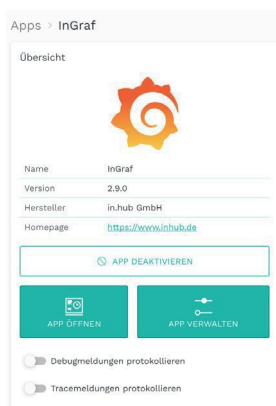 Apps > InGraf
Übersicht
Name InGraf
Version 2.9.0
Hersteller in.hub GmbH
Homepage https://www.inhub.de
APP DEAKTIVIEREN
APP ÖFFNEN APP VERWALTEN
Debugmeldungen protokollieren
Tracemeldungen protokollieren